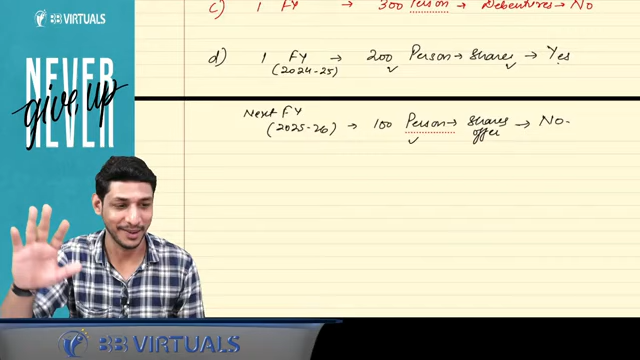 BB VIRTUALS
NEVER
give up
NEVER
c) 1 FY → 300 Person → Debentures → No
d) 1 FY → 200 Person → Shares → Yes
(2024-25)
Next FY
(2025-26) → 100 Person → Shares → No
offer
BB VIRTUALS